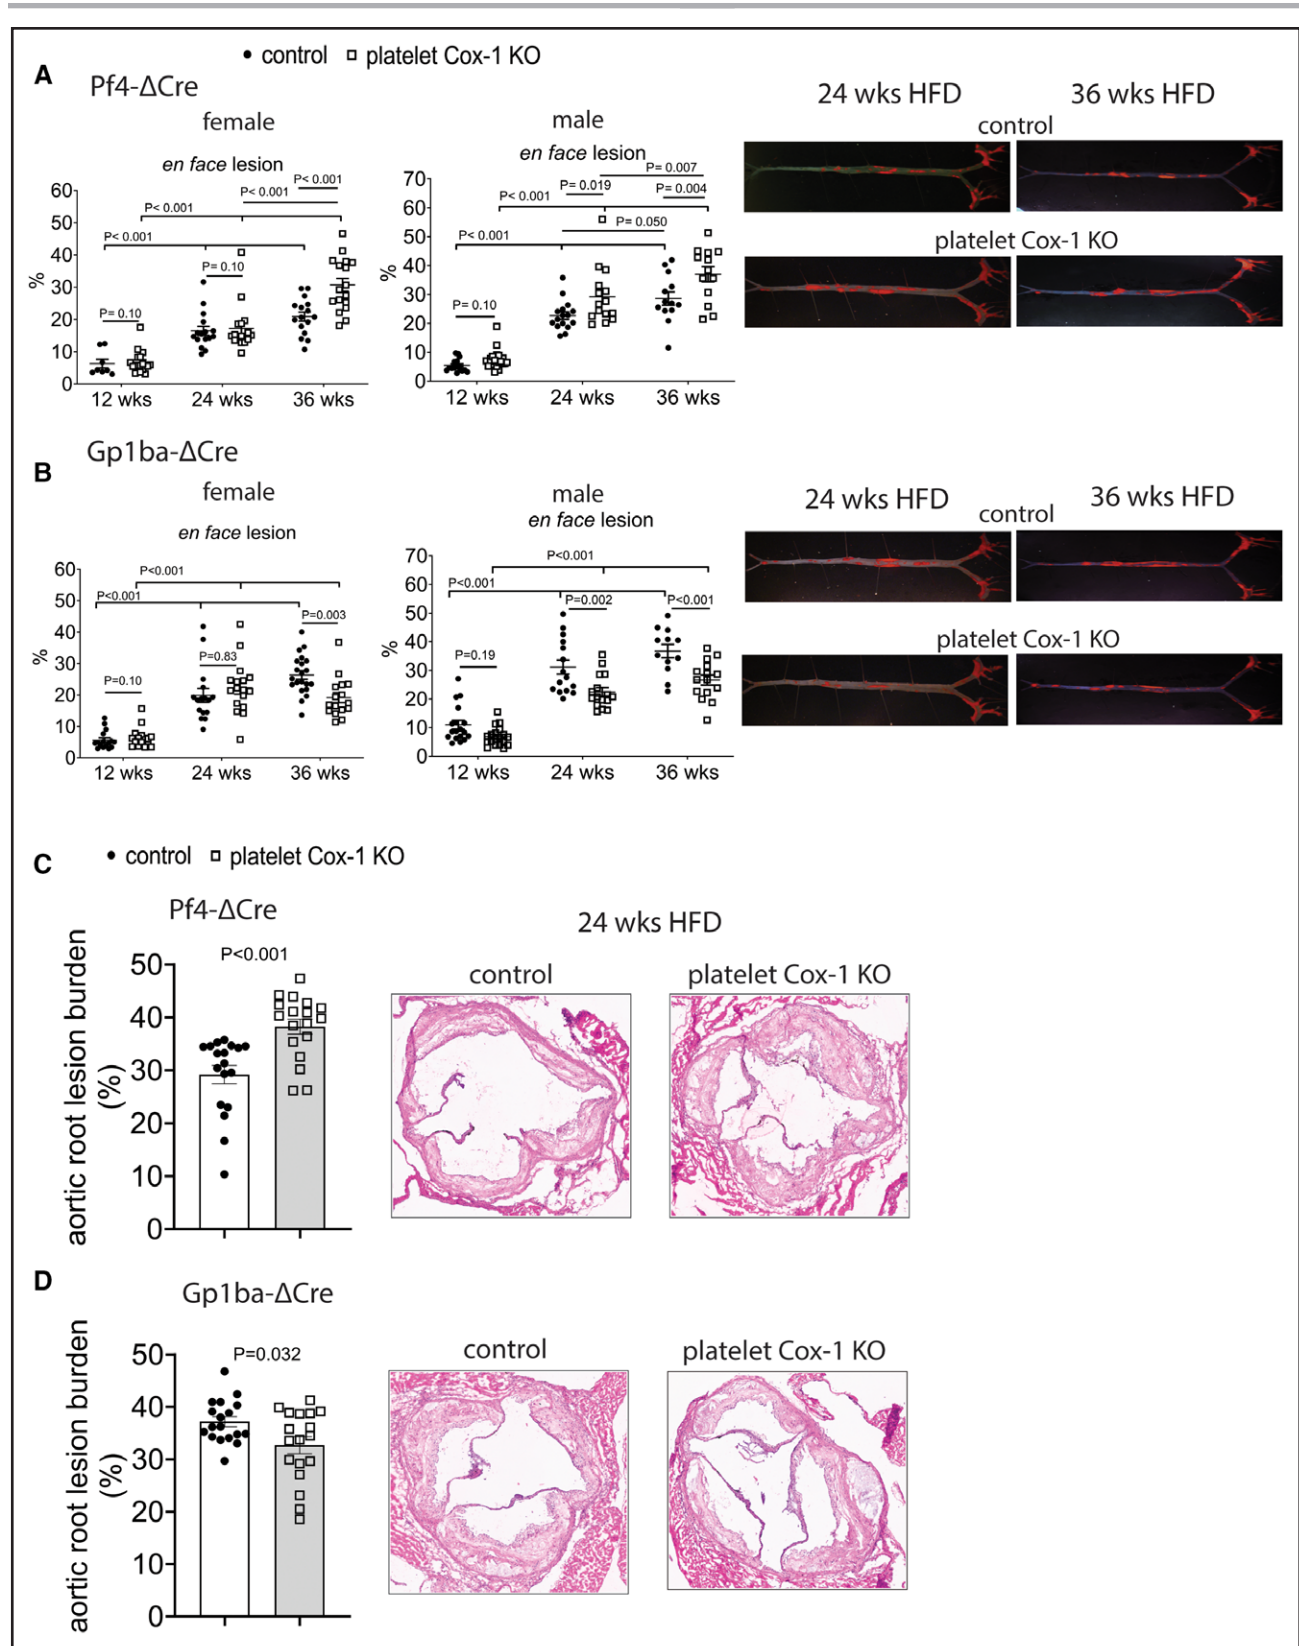 ● control □ platelet Cox-1 KO
A
Pf4-ΔCre
female
en face lesion
P< 0.001
P< 0.001
P< 0.001
P< 0.001
P= 0.10
P= 0.10
%
60
50
40
30
20
10
0
12 wks 24 wks 36 wks
male
en face lesion
P= 0.007
P< 0.001 P= 0.019 P= 0.004
P= 0.050
P< 0.001
P= 0.10
%
70
60
50
40
30
20
10
0
12 wks 24 wks 36 wks
24 wks HFD 36 wks HFD
control
platelet Cox-1 KO
B
Gp1ba-ΔCre
female
en face lesion
P<0.001
P<0.001
P=0.003
P=0.83
P=0.10
%
60
50
40
30
20
10
0
12 wks 24 wks 36 wks
male
en face lesion
P<0.001
P<0.001
P=0.002 P<0.001
P=0.19
%
70
60
50
40
30
20
10
0
12 wks 24 wks 36 wks
24 wks HFD 36 wks HFD
control
platelet Cox-1 KO
C
● control □ platelet Cox-1 KO
Pf4-ΔCre
P<0.001
aortic root lesion burden
(%)
50
40
30
20
10
0
24 wks HFD
control platelet Cox-1 KO
D
Gp1ba-ΔCre
P=0.032
aortic root lesion burden
(%)
50
40
30
20
10
0
control platelet Cox-1 KO